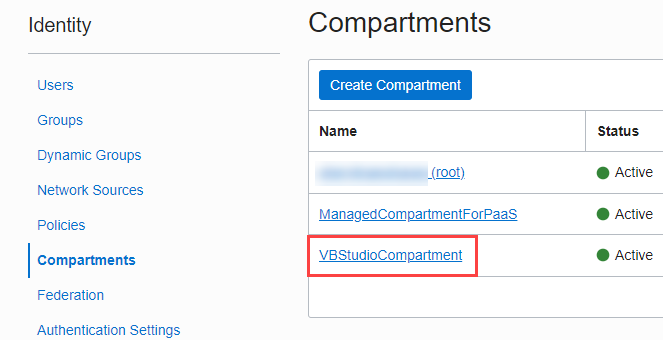 Identity
Users
Groups
Dynamic Groups
Network Sources
Policies
Compartments
Federation
Authentication Settings
Compartments
Create Compartment
Name Status
(root) Active
ManagedCompartmentForPaaS Active
VBStudioCompartment Active